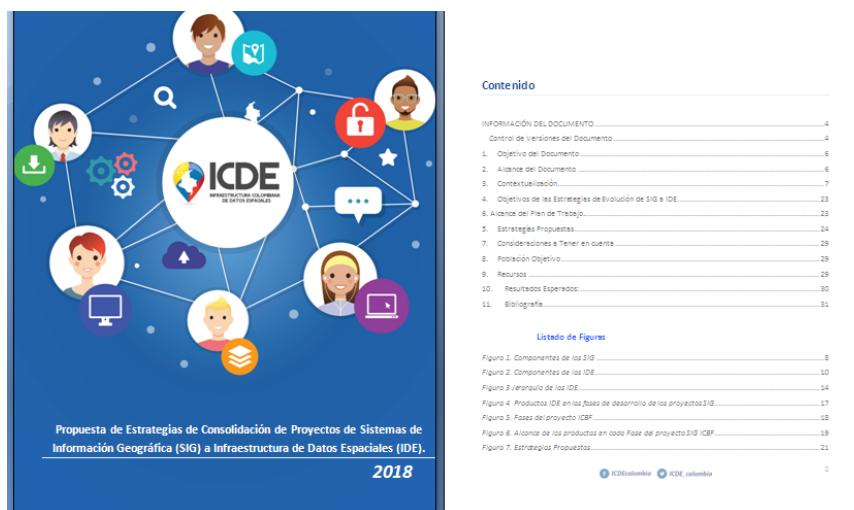 ICDE
INFRAESTRUCTURA COLOMBIANA
DE DATOS ESPACIALES
Propuesta de Estrategias de Consolidación de Proyectos de Sistemas de
Información Geográfica (SIG) a Infraestructura de Datos Espaciales (IDE).
2018
Contenido
INFORMACIÓN DEL DOCUMENTO 4
Control de Versiones del Documento 4
1. Objetivo del Documento 6
2. Alcance del Documento 6
3. Contextualización 7
4. Objetivos de las Estrategias de Evolución de SIG a IDE 23
6. Alcance del Plan de Trabajo 23
5. Estrategias Propuestas 24
7. Consideraciones a Tener en cuenta 29
8. Población Objetivo 29
9. Recursos 29
10. Resultados Esperados: 30
11. Bibliografía 31
Listado de Figuras
Figura 1. Componentes de los SIG 8
Figura 2. Componentes de las IDE 10
Figura 3 Jerarquía de las IDE 14
Figura 4 Productos IDE en las fases de desarrollo de los proyectos SIG 17
Figura 5. Fases del proyecto ICBF 18
Figura 6. Alcance de los productos en cada Fase del proyecto SIG ICBF 19
Figura 7. Estrategias Propuestas 21
ICDEcolombia ICDE_colombia
2